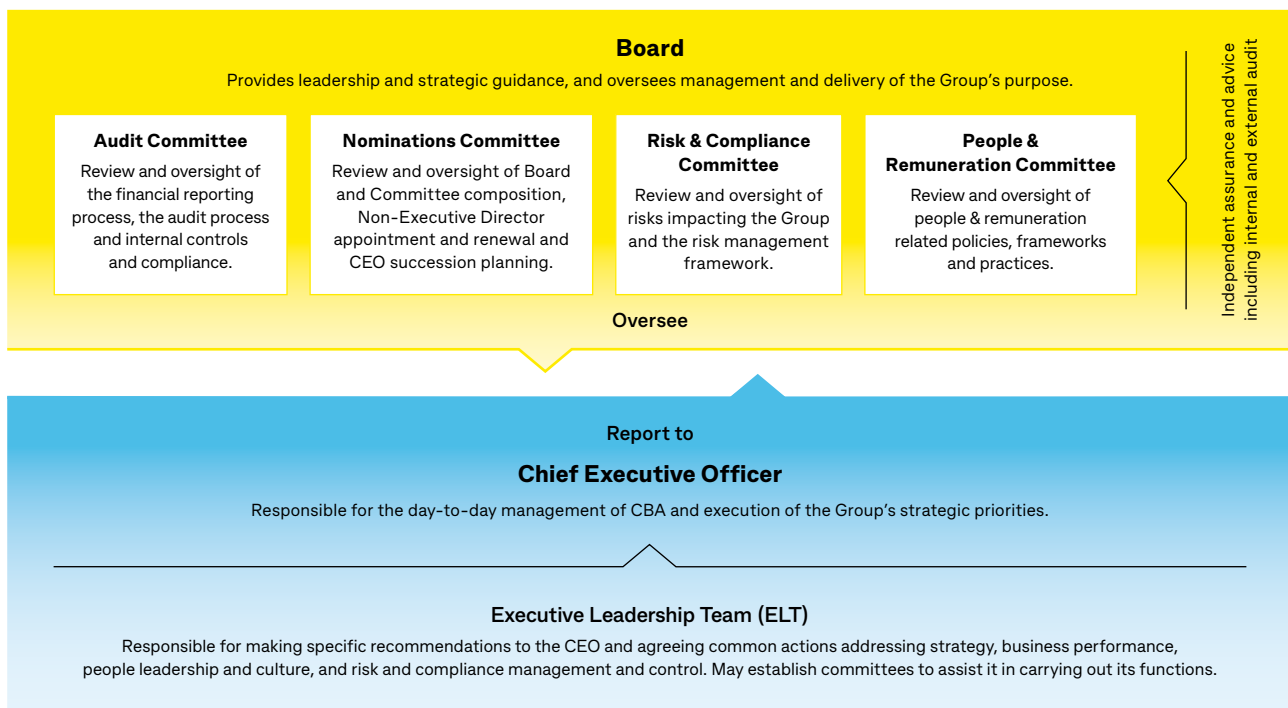 Board
Provides leadership and strategic guidance, and oversees management and delivery of the Group’s purpose.
Audit Committee
Review and oversight of
the financial reporting
process, the audit process
and internal controls
and compliance.
Nominations Committee
Review and oversight of Board
and Committee composition,
Non-Executive Director
appointment and renewal and
CEO succession planning.
Risk & Compliance
Committee
Review and oversight of
risks impacting the Group
and the risk management
framework.
People &
Remuneration Committee
Review and oversight of
people & remuneration
related policies, frameworks
and practices.
Independent assurance and advice
including internal and external audit
Oversee
Report to
Chief Executive Officer
Responsible for the day-to-day management of CBA and execution of the Group’s strategic priorities.
Executive Leadership Team (ELT)
Responsible for making specific recommendations to the CEO and agreeing common actions addressing strategy, business performance,
people leadership and culture, and risk and compliance management and control. May establish committees to assist it in carrying out its functions.